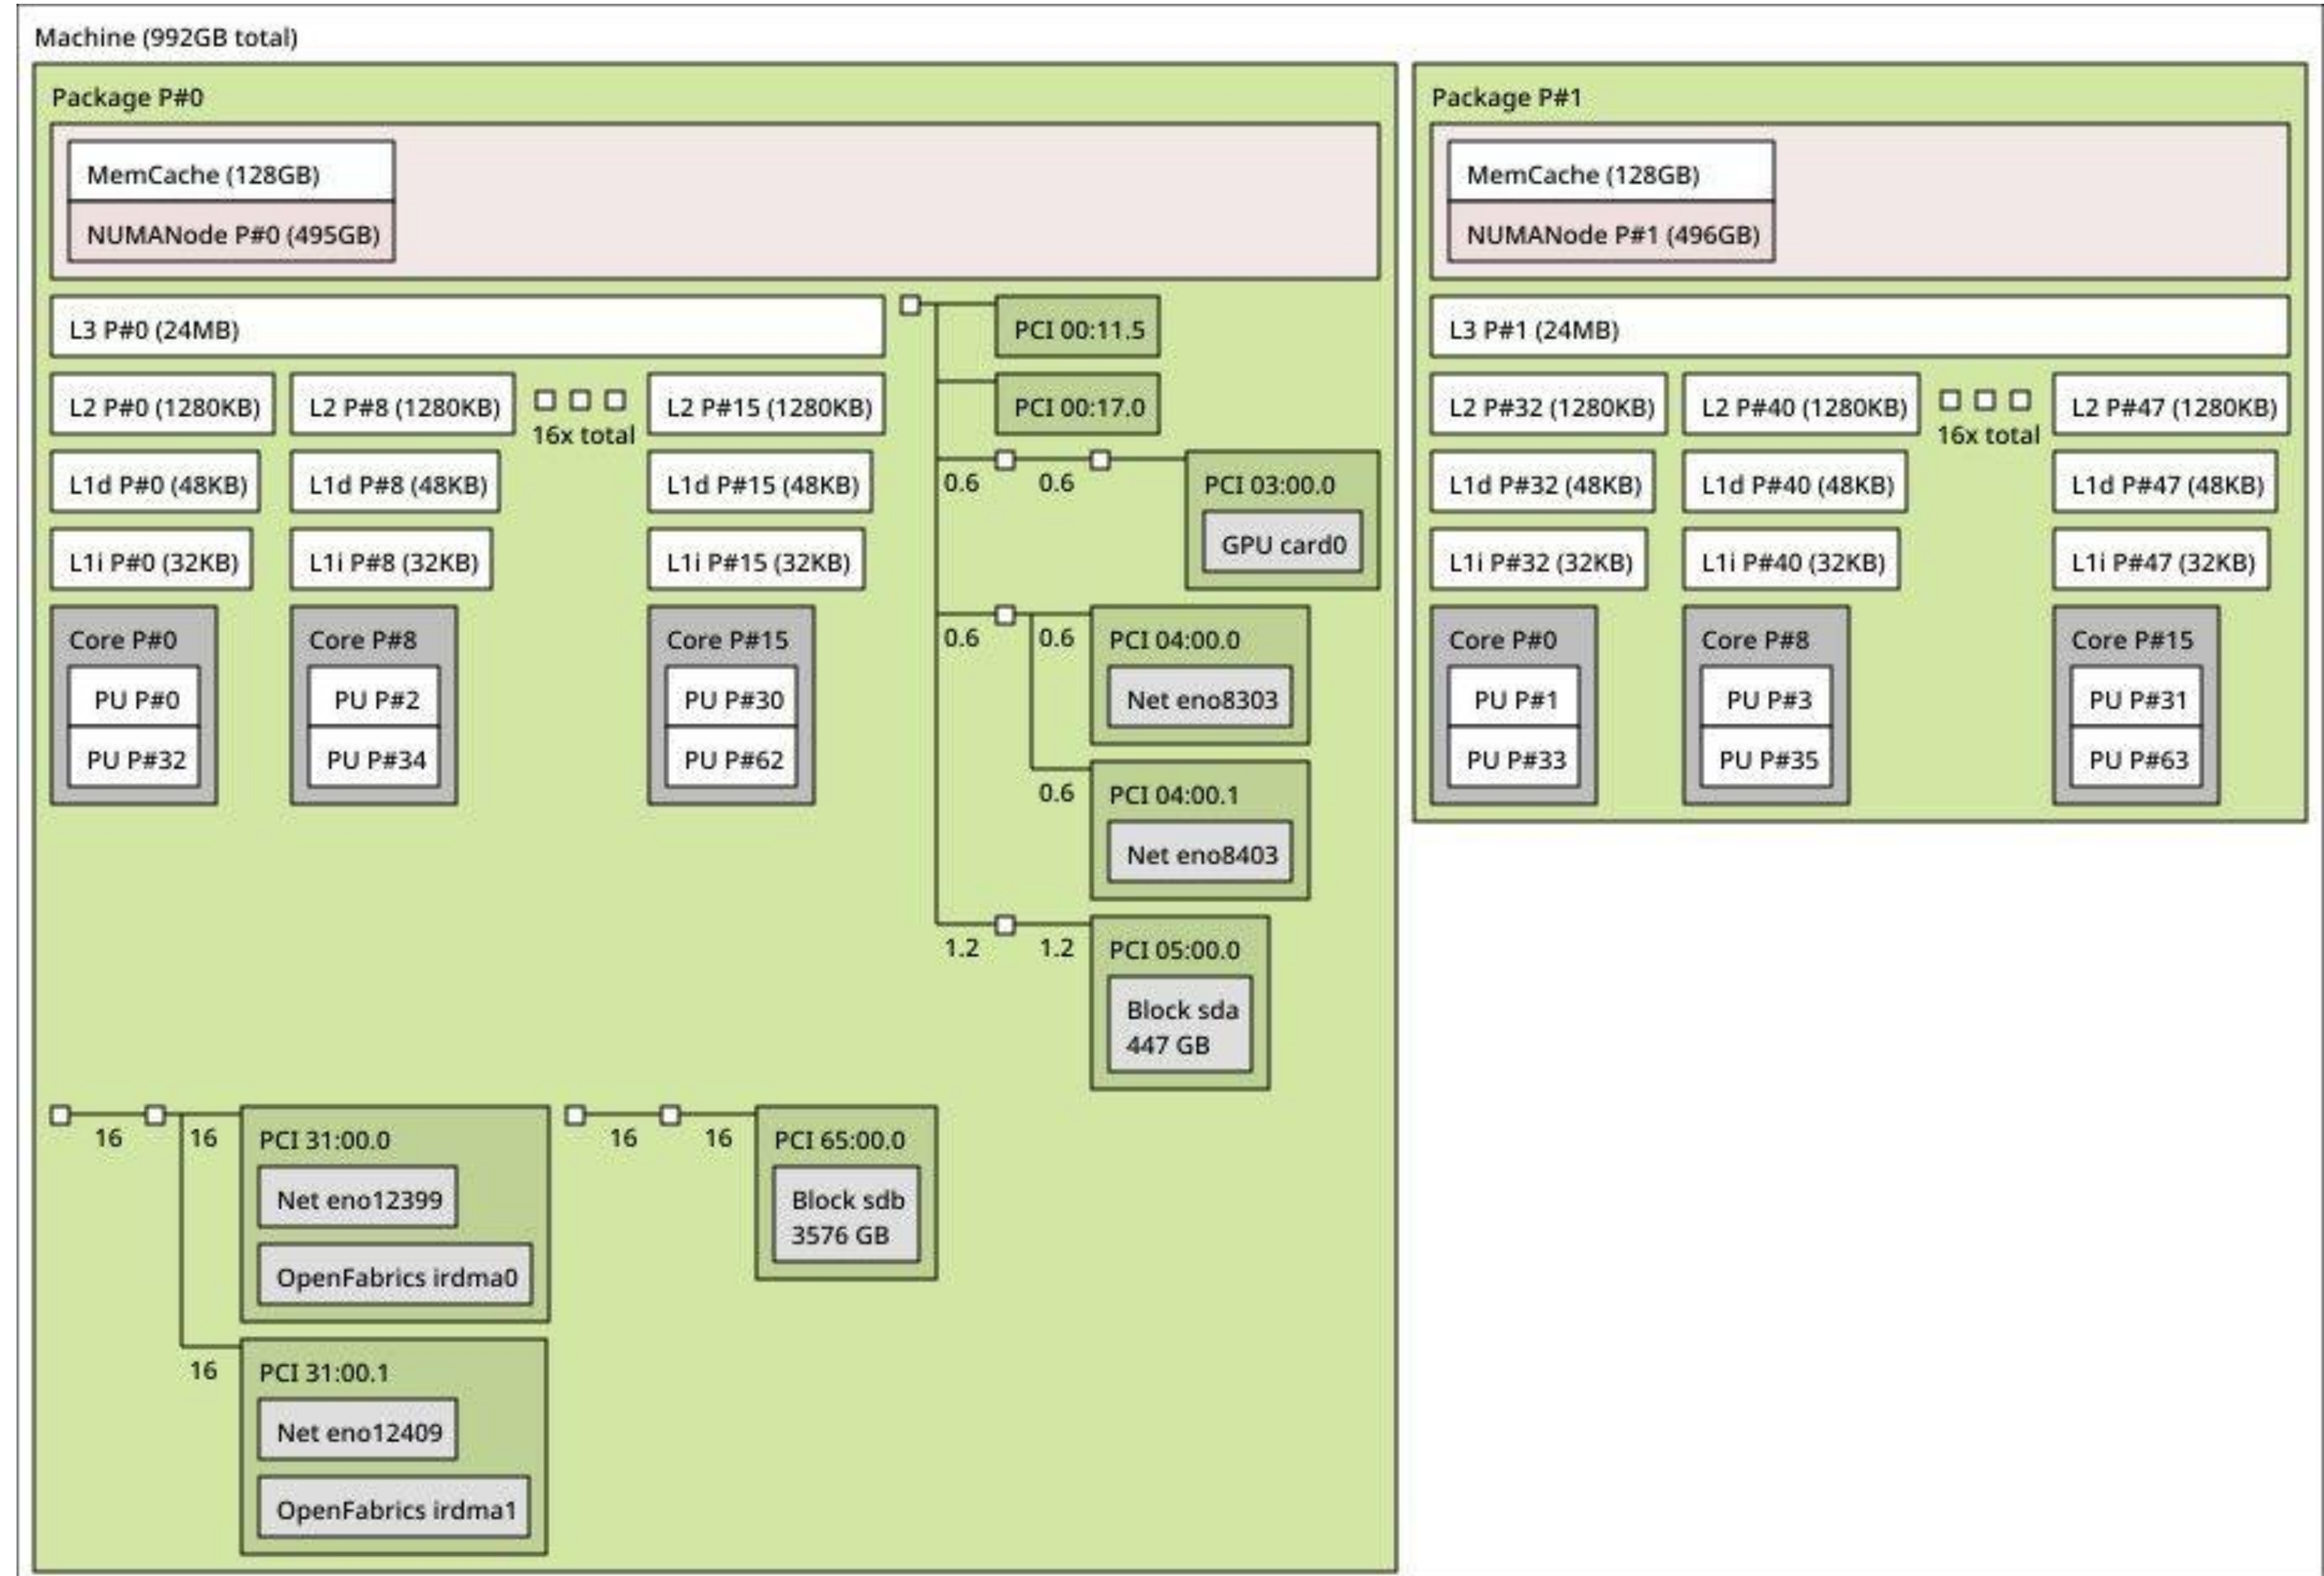 Machine (992GB total)
Package P#0
MemCache (128GB)
NUMANode P#0 (495GB)
L3 P#0 (24MB)
L2 P#0 (1280KB)
L2 P#8 (1280KB)
16x total
L2 P#15 (1280KB)
L1d P#0 (48KB)
L1d P#8 (48KB)
L1d P#15 (48KB)
L1i P#0 (32KB)
L1i P#8 (32KB)
L1i P#15 (32KB)
Core P#0
PU P#0
PU P#32
Core P#8
PU P#2
PU P#34
Core P#15
PU P#30
PU P#62
PCI 00:11.5
PCI 00:17.0
0.6
0.6
PCI 03:00.0
GPU card0
0.6
0.6
PCI 04:00.0
Net eno8303
0.6
PCI 04:00.1
Net eno8403
1.2
1.2
PCI 05:00.0
Block sda
447 GB
16
16
PCI 31:00.0
Net eno12399
OpenFabrics irdma0
16
PCI 31:00.1
Net eno12409
OpenFabrics irdma1
16
16
PCI 65:00.0
Block sdb
3576 GB
Package P#1
MemCache (128GB)
NUMANode P#1 (496GB)
L3 P#1 (24MB)
L2 P#32 (1280KB)
L2 P#40 (1280KB)
16x total
L2 P#47 (1280KB)
L1d P#32 (48KB)
L1d P#40 (48KB)
L1d P#47 (48KB)
L1i P#32 (32KB)
L1i P#40 (32KB)
L1i P#47 (32KB)
Core P#0
PU P#1
PU P#33
Core P#8
PU P#3
PU P#35
Core P#15
PU P#31
PU P#63